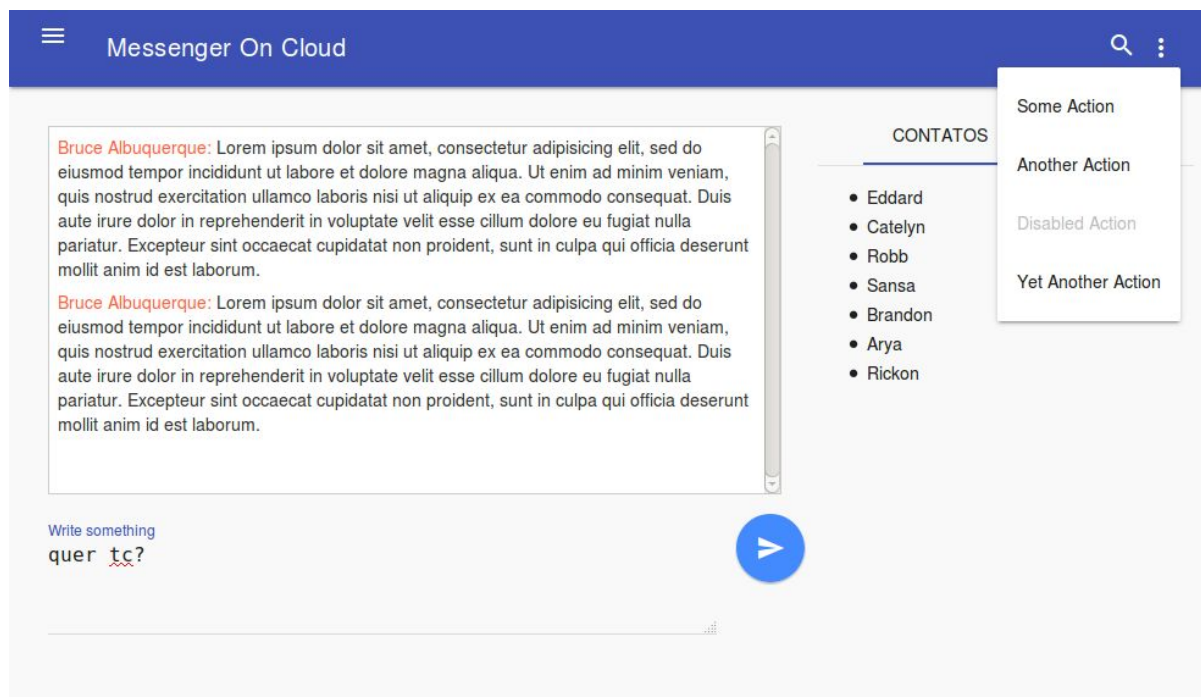 Messenger On Cloud
Bruce Albuquerque: Lorem ipsum dolor sit amet, consectetur adipisicing elit, sed do
eiusmod tempor incididunt ut labore et dolore magna aliqua. Ut enim ad minim veniam,
quis nostrud exercitation ullamco laboris nisi ut aliquip ex ea commodo consequat. Duis
aute irure dolor in reprehenderit in voluptate velit esse cillum dolore eu fugiat nulla
pariatur. Excepteur sint occaecat cupidatat non proident, sunt in culpa qui officia deserunt
mollit anim id est laborum.
Bruce Albuquerque: Lorem ipsum dolor sit amet, consectetur adipisicing elit, sed do
eiusmod tempor incididunt ut labore et dolore magna aliqua. Ut enim ad minim veniam,
quis nostrud exercitation ullamco laboris nisi ut aliquip ex ea commodo consequat. Duis
aute irure dolor in reprehenderit in voluptate velit esse cillum dolore eu fugiat nulla
pariatur. Excepteur sint occaecat cupidatat non proident, sunt in culpa qui officia deserunt
mollit anim id est laborum.
Write something
quer tc?
CONTATOS
Eddard
Catelyn
Robb
Sansa
Brandon
Arya
Rickon
Some Action
Another Action
Disabled Action
Yet Another Action